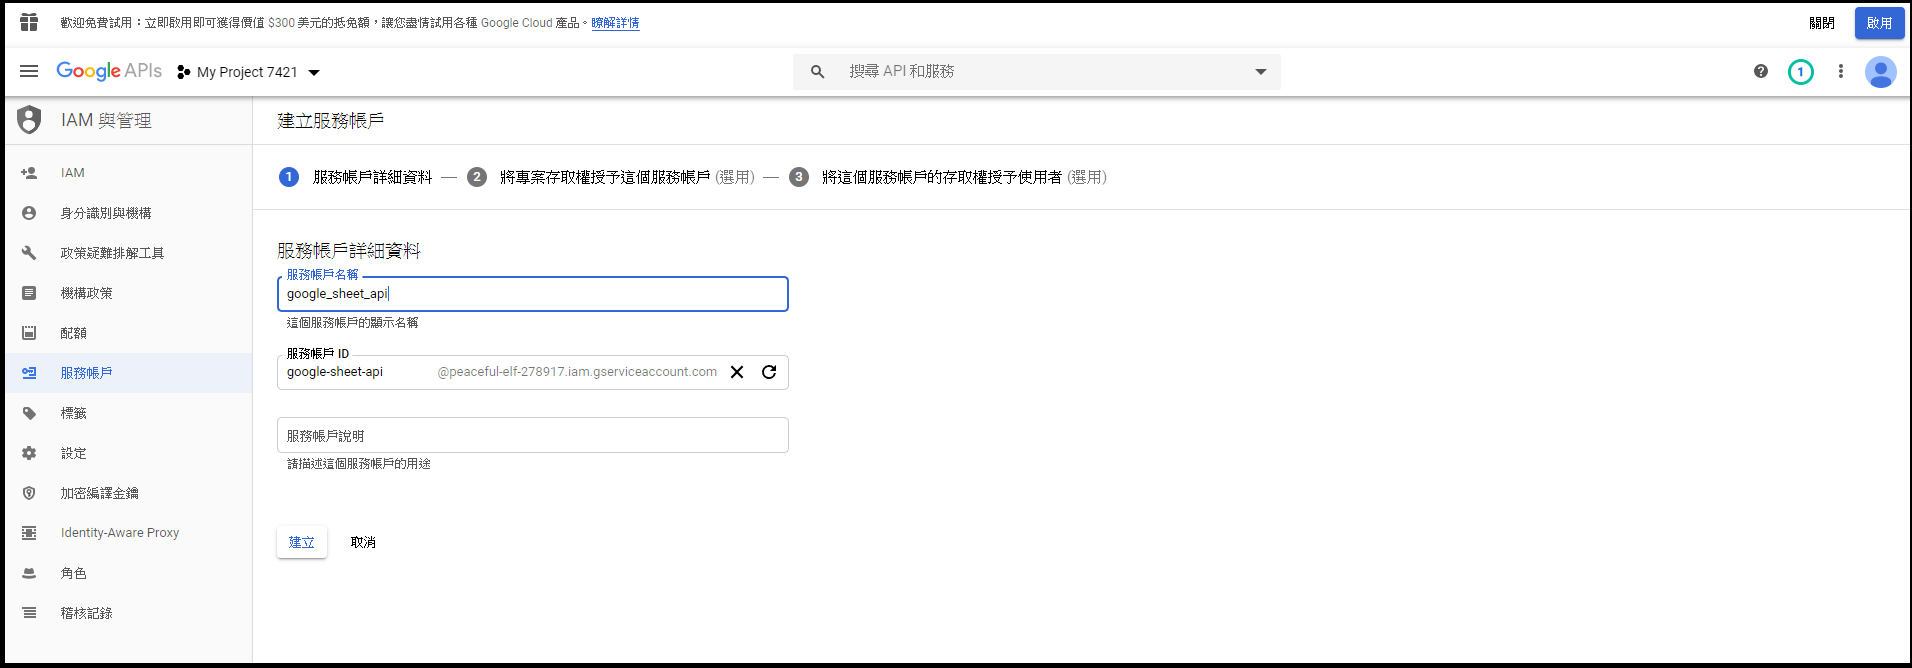 歡迎免費試用：立即啟用即可獲得價值 $300 美元的抵免額，讓您盡情試用各種 Google Cloud 產品。瞭解詳情
關閉
啟用
Google APIs
My Project 7421
搜尋 API 和服務
1
IAM 與管理
建立服務帳戶
IAM
身分識別與機構
政策疑難排解工具
機構政策
配額
服務帳戶
標籤
設定
加密編譯金鑰
Identity-Aware Proxy
角色
稽核記錄
1 服務帳戶詳細資料 — 2 將專案存取權授予這個服務帳戶 (選用) — 3 將這個服務帳戶的存取權授予使用者 (選用)
服務帳戶詳細資料
服務帳戶名稱
google_sheet_api
這個服務帳戶的顯示名稱
服務帳戶 ID
google-sheet-api @peaceful-elf-278917.iam.gserviceaccount.com
服務帳戶說明
請描述這個服務帳戶的用途
建立
取消